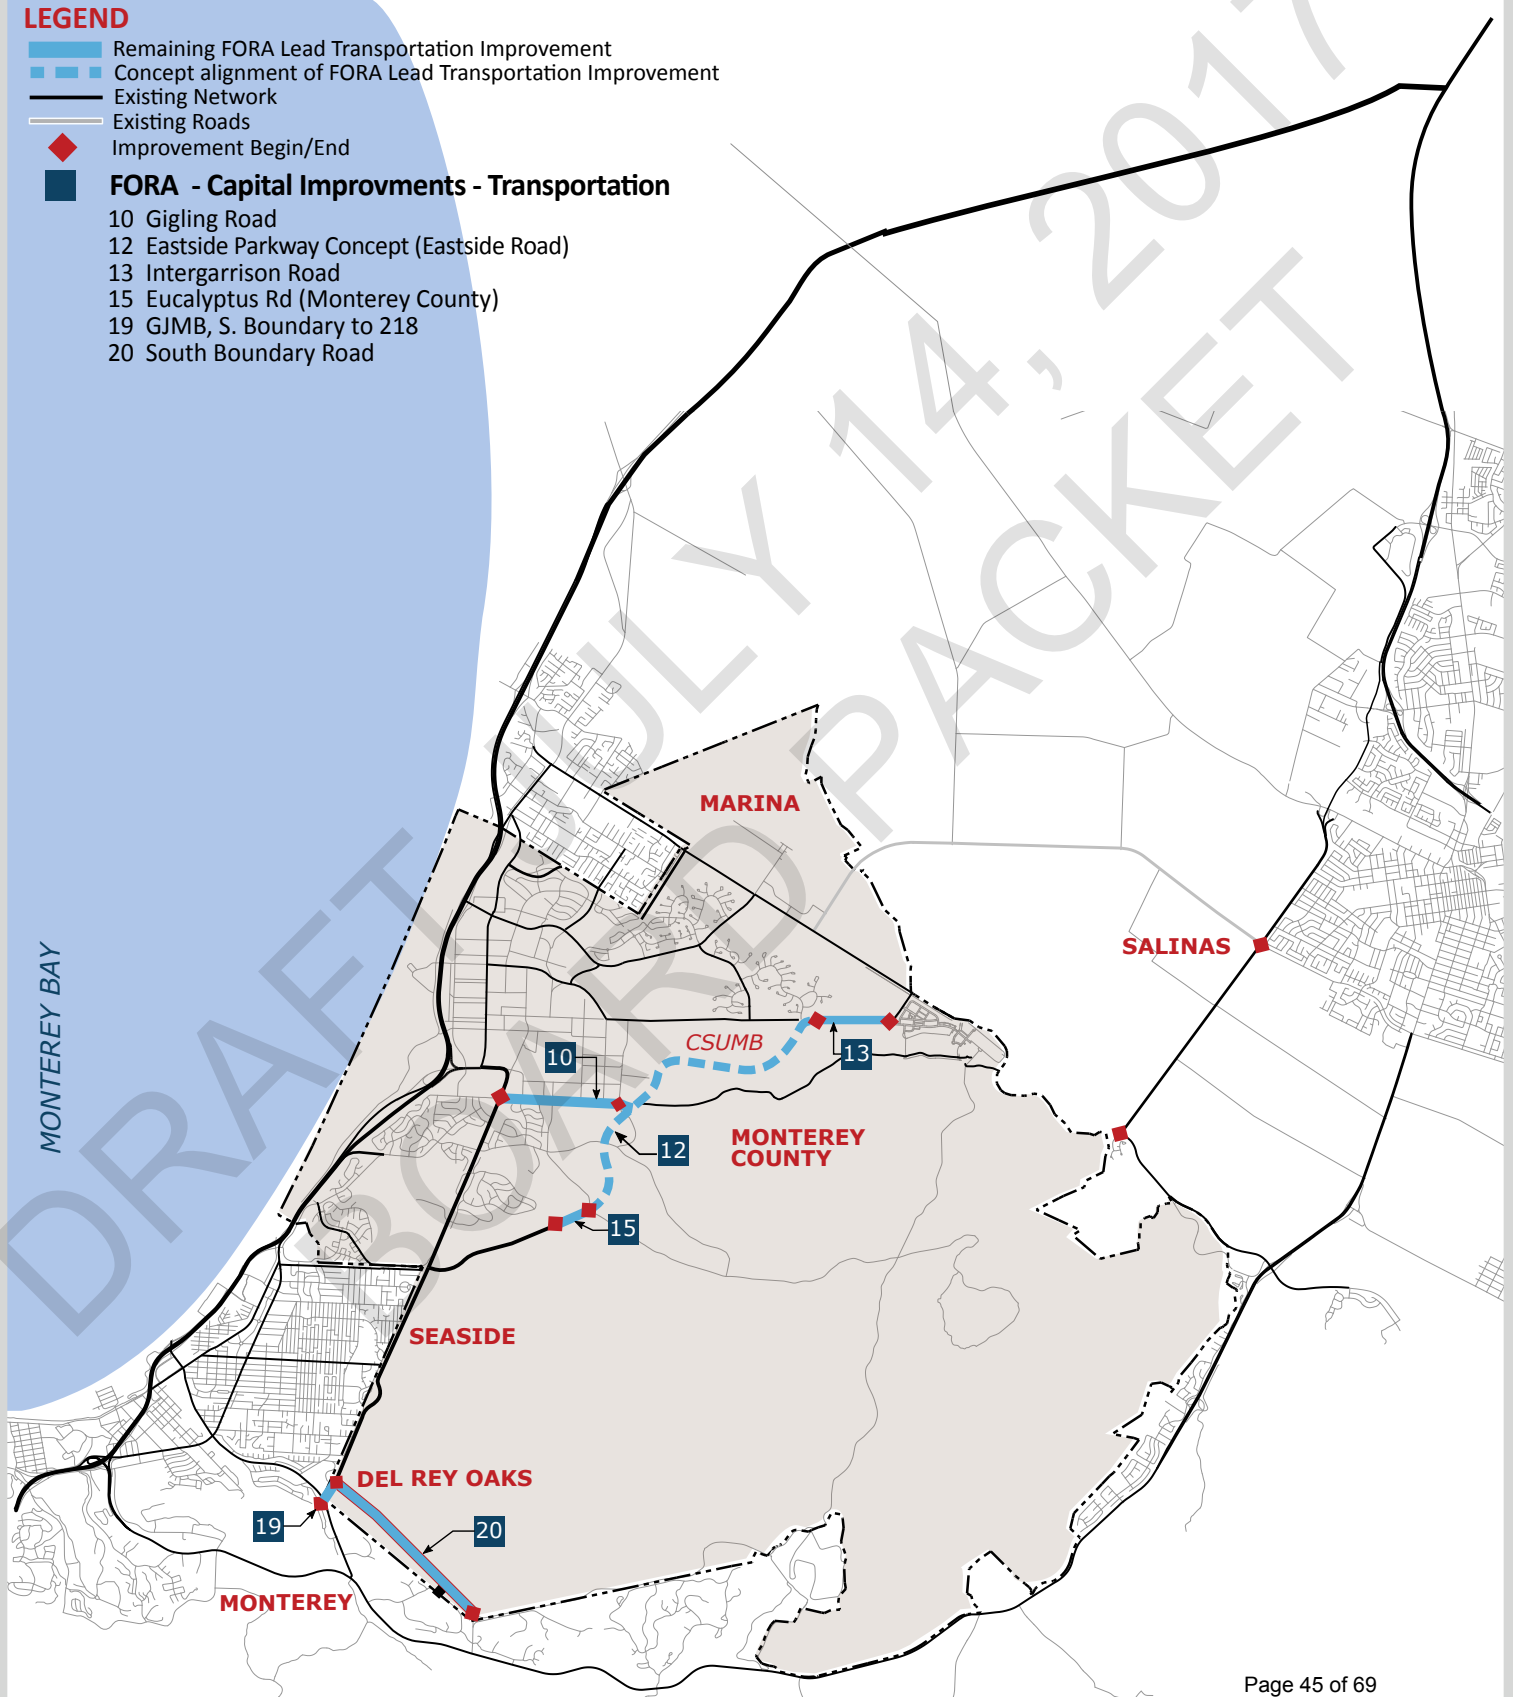 LEGEND
Remaining FORA Lead Transportation Improvement
Concept alignment of FORA Lead Transportation Improvement
Existing Network
Existing Roads
Improvement Begin/End
FORA - Capital Improvments - Transportation
10 Gigling Road
12 Eastside Parkway Concept (Eastside Road)
13 Intergarrison Road
15 Eucalyptus Rd (Monterey County)
19 GJMB, S. Boundary to 218
20 South Boundary Road
DRAFT JULY 14, 2017
BOARD PACKET
MARINA
SALINAS
MONTEREY BAY
CSUMB
10
13
12
MONTEREY
COUNTY
15
SEASIDE
DEL REY OAKS
19
20
MONTEREY
Page 45 of 69